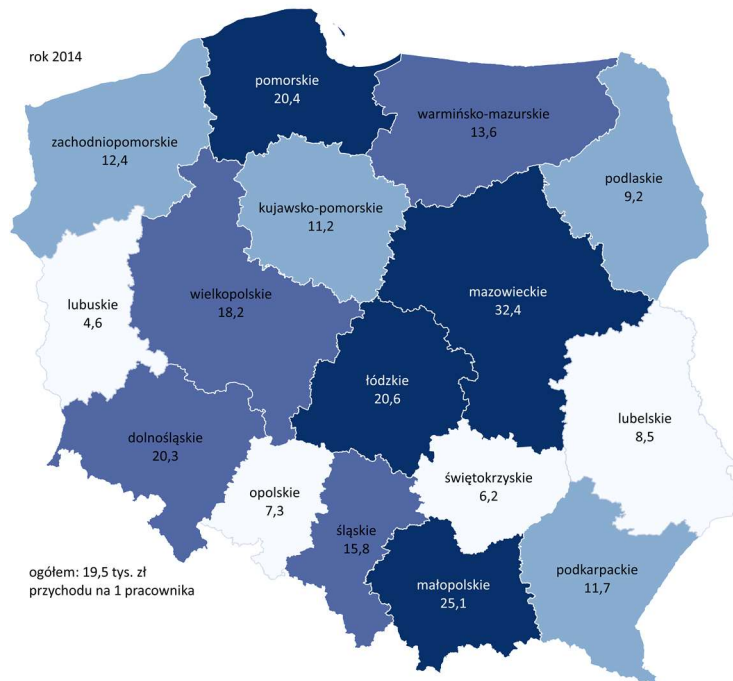 rok 2014
pomorskie
20,4
warmińsko-mazurskie
13,6
zachodniopomorskie
12,4
podlaskie
9,2
kujawsko-pomorskie
11,2
mazowieckie
32,4
wielkopolskie
18,2
lubuskie
4,6
łódzkie
20,6
lubelskie
8,5
dolnośląskie
20,3
świętokrzyskie
6,2
opolskie
7,3
śląskie
15,8
podkarpackie
11,7
małopolskie
25,1
ogółem: 19,5 tys. zł
przychodu na 1 pracownika